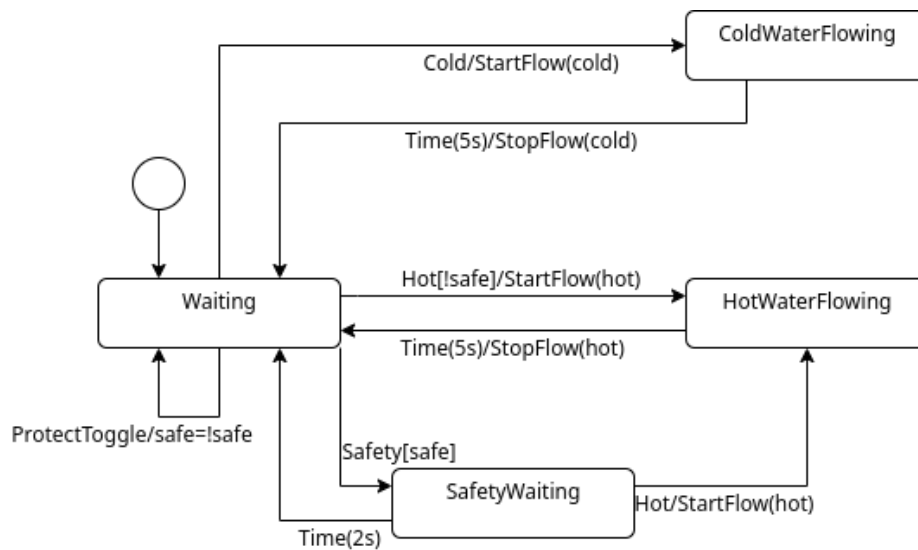 ColdWaterFlowing
Cold/StartFlow(cold)
Time(5s)/StopFlow(cold)
Hot[!safe]/StartFlow(hot)
Waiting
HotWaterFlowing
Time(5s)/StopFlow(hot)
ProtectToggle/safe=!safe
Safety[safe]
SafetyWaiting
Hot/StartFlow(hot)
Time(2s)